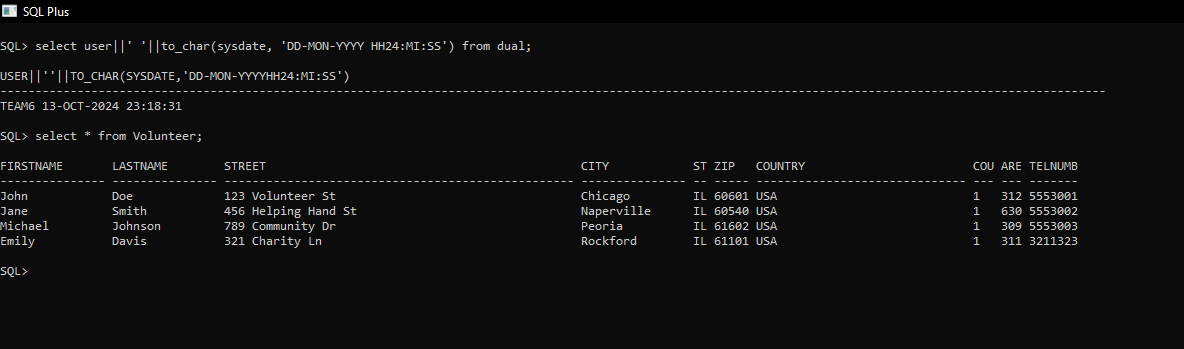 SQL Plus
SQL> select user||' '||to_char(sysdate, 'DD-MON-YYYY HH24:MI:SS') from dual;
USER||''||TO_CHAR(SYSDATE,'DD-MON-YYYYHH24:MI:SS')
--------------------------------------------------------------------------------------------------------------------------------------------------------------
TEAM6 13-OCT-2024 23:18:31
SQL> select * from Volunteer;
FIRSTNAME       LASTNAME        STREET                                             CITY            ST ZIP   COUNTRY                        COU ARE TELNUMB
--------------- --------------- -------------------------------------------------- --------------- -- ----- ------------------------------ --- --- -------
John            Doe             123 Volunteer St                                   Chicago         IL 60601 USA                            1   312 5553001
Jane            Smith           456 Helping Hand St                                Naperville      IL 60540 USA                            1   630 5553002
Michael         Johnson         789 Community Dr                                   Peoria          IL 61602 USA                            1   309 5553003
Emily           Davis           321 Charity Ln                                     Rockford        IL 61101 USA                            1   311 3211323
SQL>